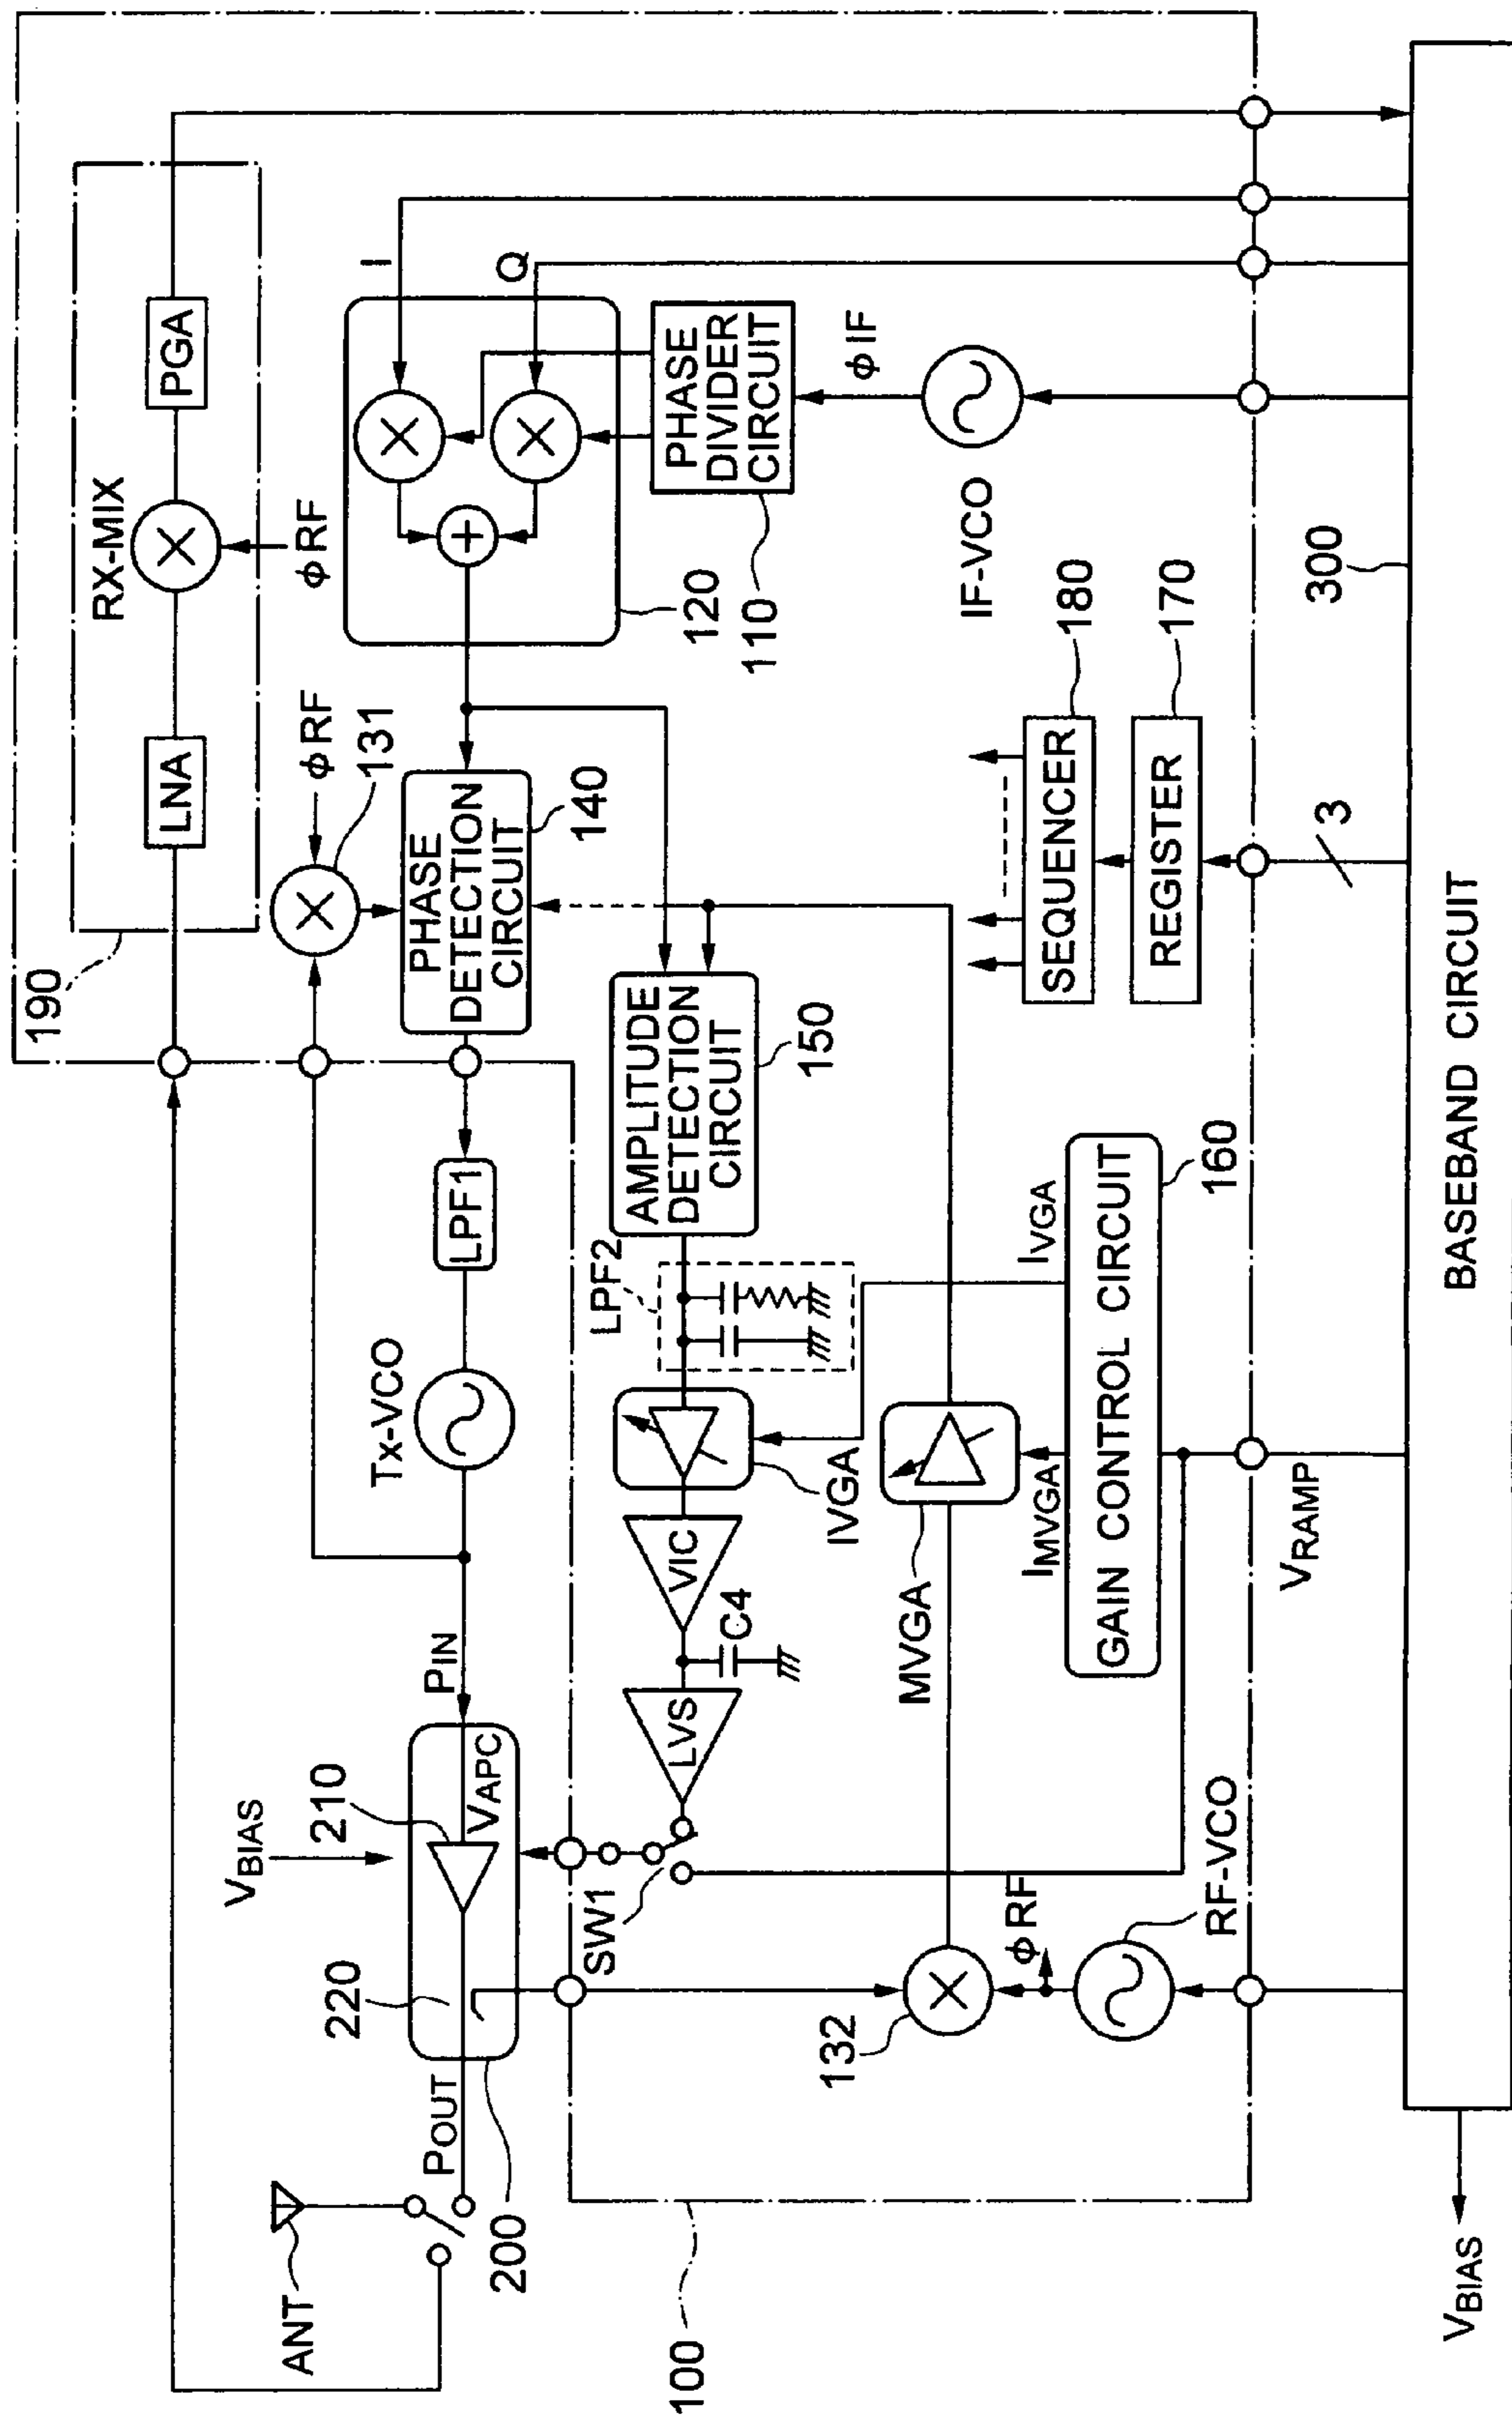 190
LNA
RX-MIX
PGA
ϕRF
ϕRF
131
I
Q
120
110
PHASE
DIVIDER
CIRCUIT
ϕIF
IF-VCO
PHASE
DETECTION
CIRCUIT
140
LPF1
Tx-VCO
PIN
VBIAS
210
VAPC
220
POUT
200
ANT
100
AMPLITUDE
DETECTION
CIRCUIT
150
LPF2
IVGA
VIC
C4
LVS
SW1
IVGA
MVGA
IMVGA
GAIN CONTROL CIRCUIT
160
132
ϕRF
RF-VCO
VRAMP
SEQUENCER
180
REGISTER
170
3
300
BASEBAND CIRCUIT
VBIAS